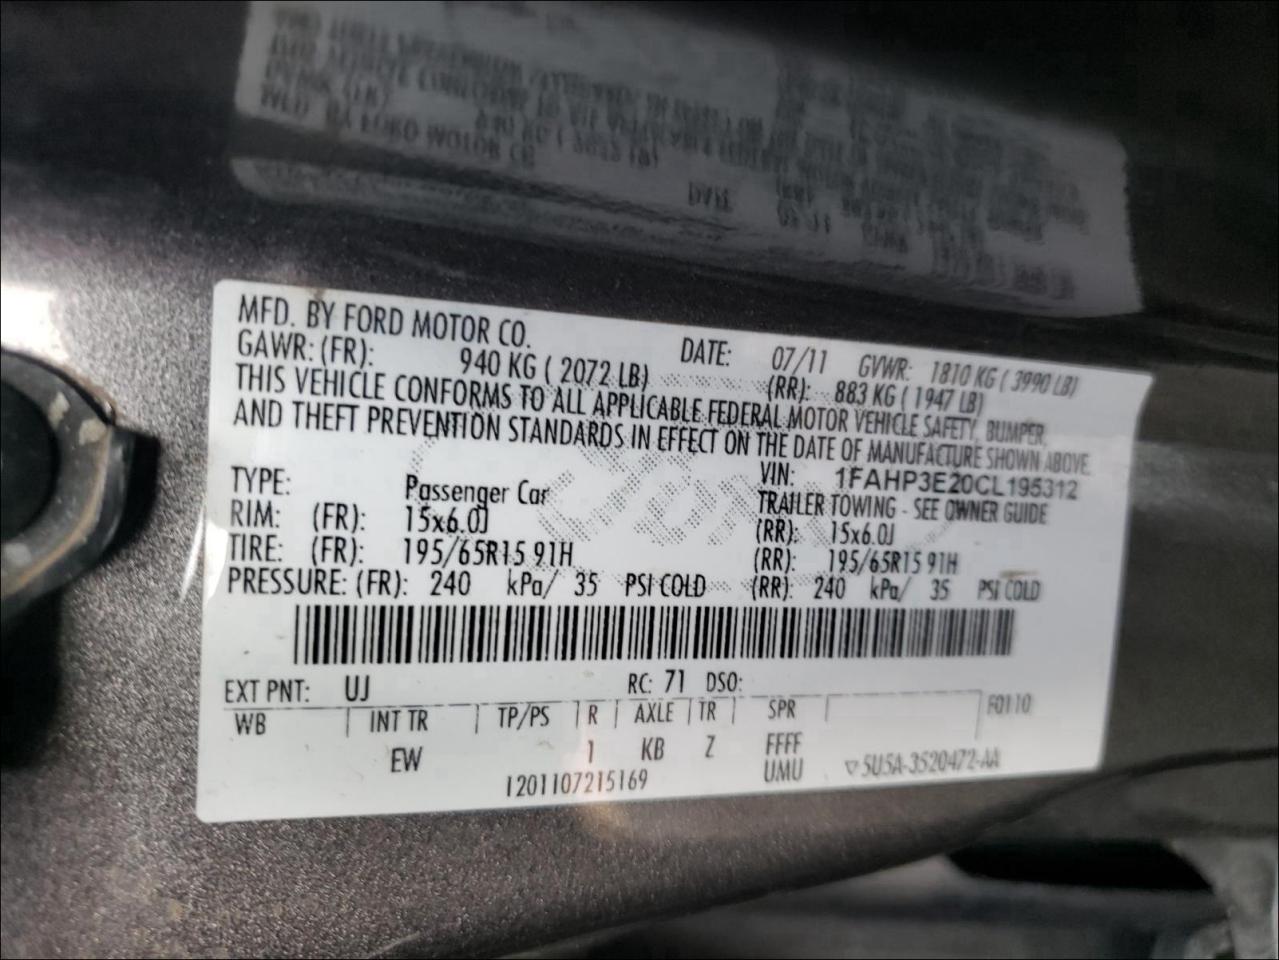 MFD. BY FORD MOTOR CO.
DATE: 07/11 GVWR: 1810 KG ( 3990 LB)
GAWR: (FR): 940 KG ( 2072 LB) (RR): 883 KG ( 1947 LB)
THIS VEHICLE CONFORMS TO ALL APPLICABLE FEDERAL MOTOR VEHICLE SAFETY, BUMPER,
AND THEFT PREVENTION STANDARDS IN EFFECT ON THE DATE OF MANUFACTURE SHOWN ABOVE.
VIN: 1FAHP3E20CL195312
TYPE: Passenger Car TRAILER TOWING - SEE OWNER GUIDE
RIM: (FR): 15x6.0J (RR): 15x6.0J
TIRE: (FR): 195/65R15 91H (RR): 195/65R15 91H
PRESSURE: (FR): 240 kPa/ 35 PSI COLD (RR): 240 kPa/ 35 PSI COLD
EXT PNT: UJ RC: 71 DSO:
WB INT TR TP/PS R AXLE TR SPR F0110
EW 1 KB Z FFFF
1201107215169 UMU ▽5U5A-3520472-AA